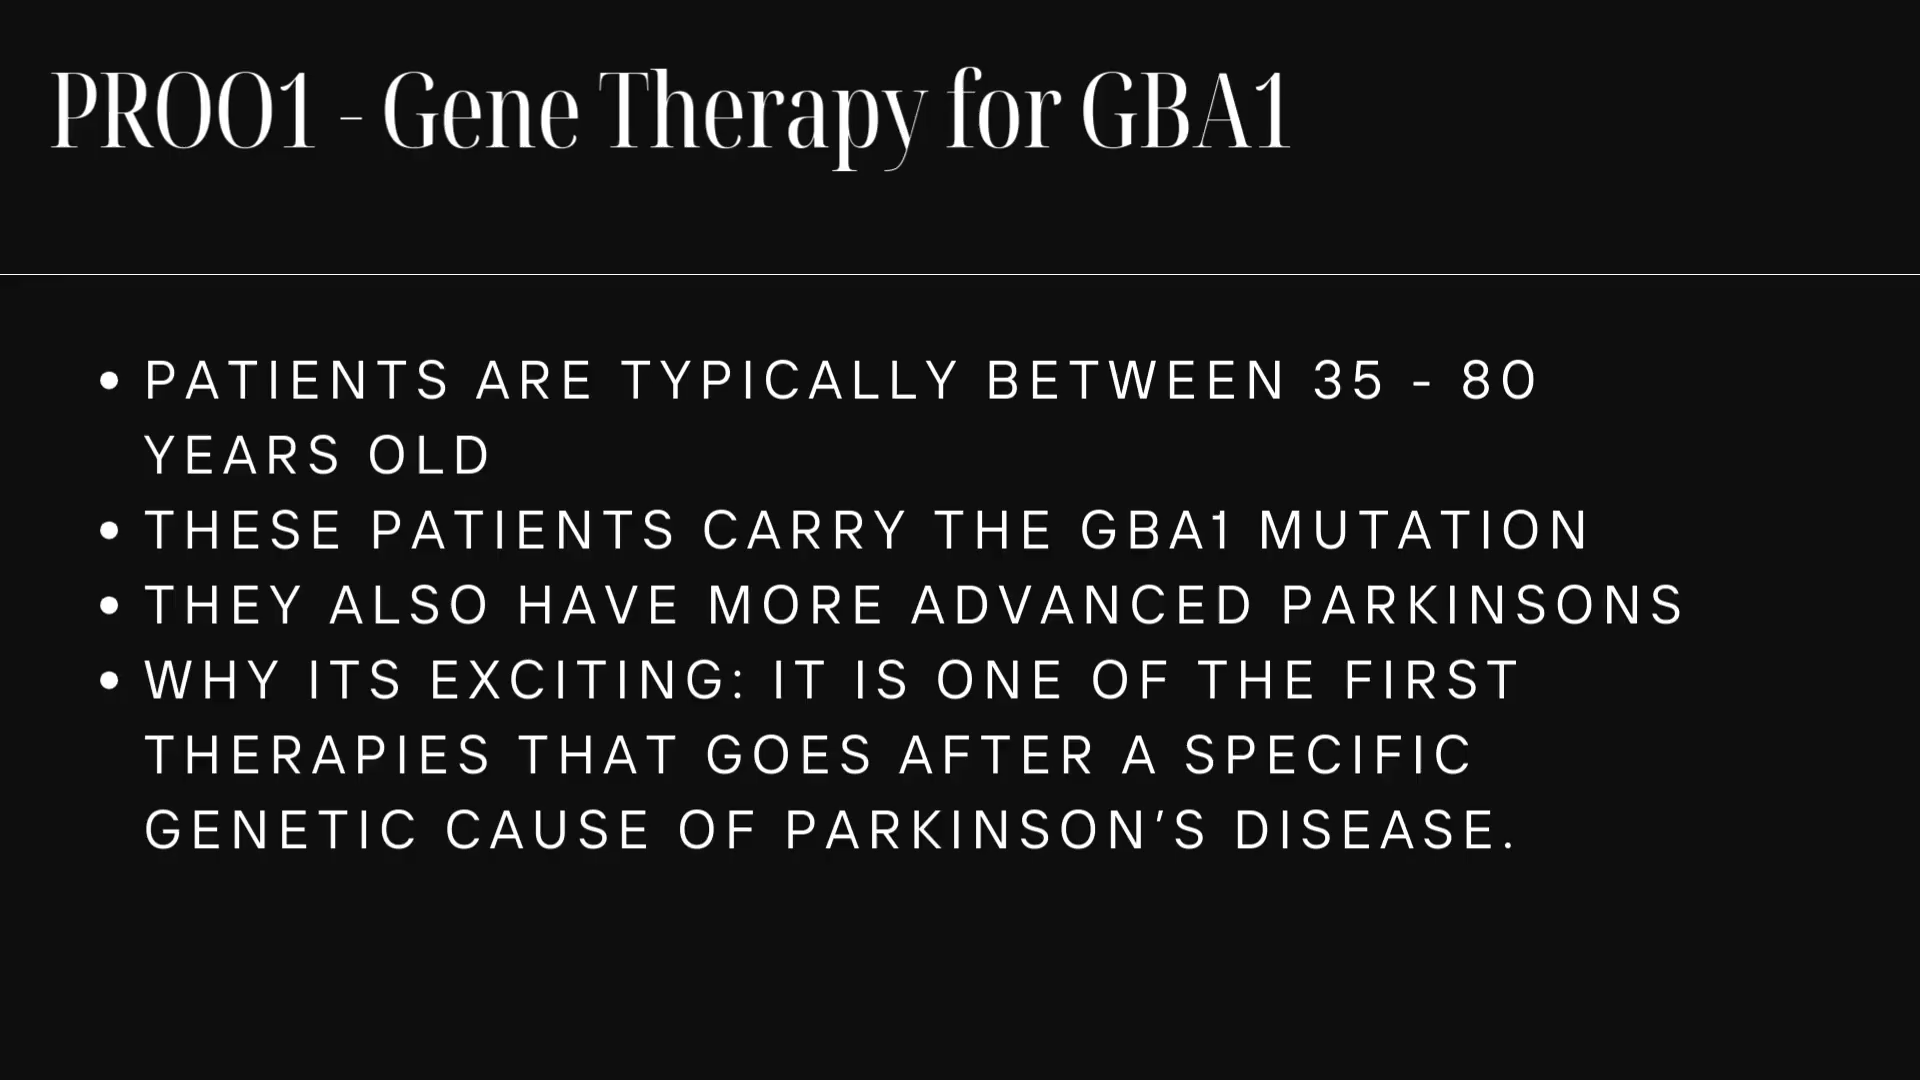 PR001 - Gene Therapy for GBA1
• PATIENTS ARE TYPICALLY BETWEEN 35 - 80
YEARS OLD
• THESE PATIENTS CARRY THE GBA1 MUTATION
• THEY ALSO HAVE MORE ADVANCED PARKINSONS
• WHY ITS EXCITING: IT IS ONE OF THE FIRST
THERAPIES THAT GOES AFTER A SPECIFIC
GENETIC CAUSE OF PARKINSON’S DISEASE.